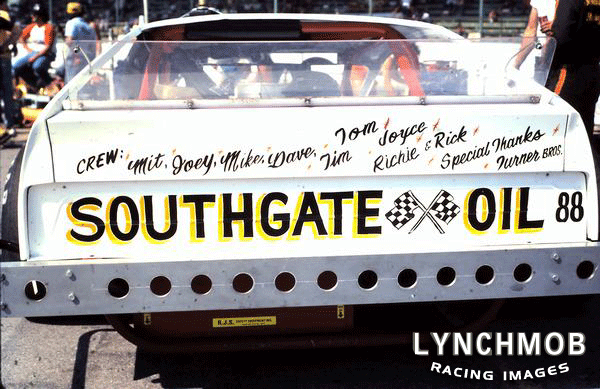 CREW: Mit, Joey, Mike, Dave, Tom Joyce
Tim Richie & Rick
Special Thanks
Turner BROS.
SOUTHGATE OIL 88
R.J.S.
LYNCHMOB
RACING IMAGES